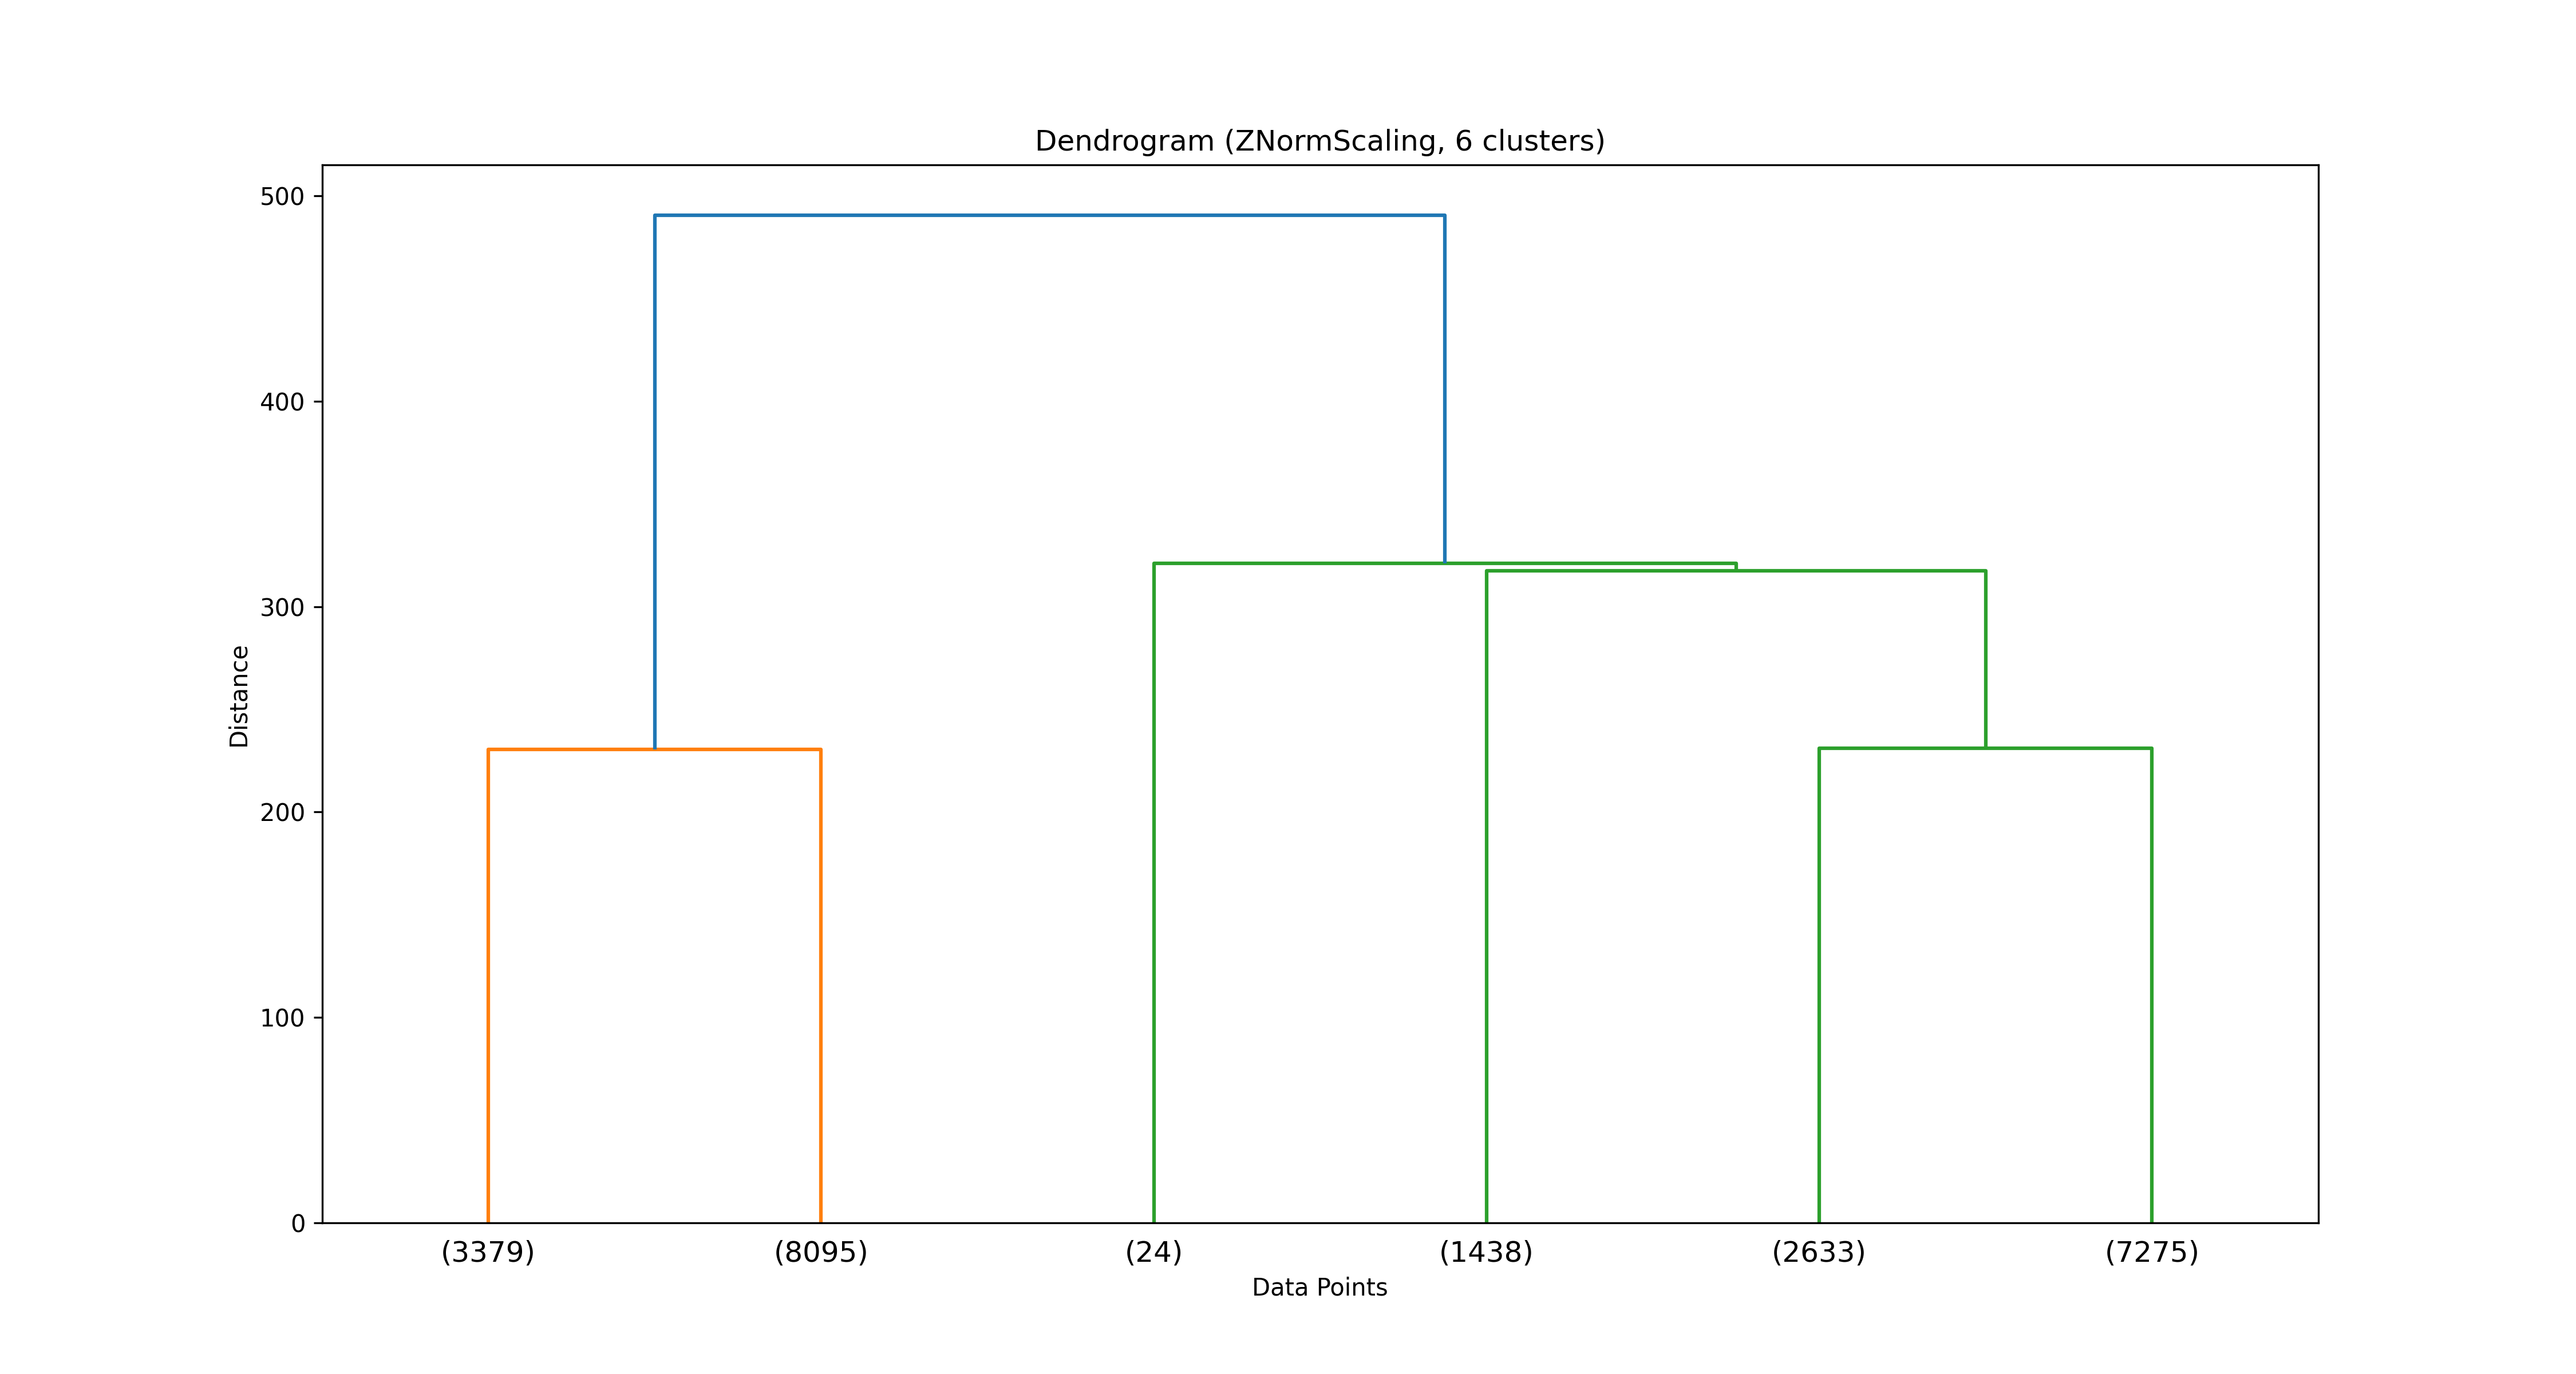 Dendrogram (ZNormScaling, 6 clusters)
500
400
300
200
100
0
Distance
(3379) (8095) (24) (1438) (2633) (7275)
Data Points